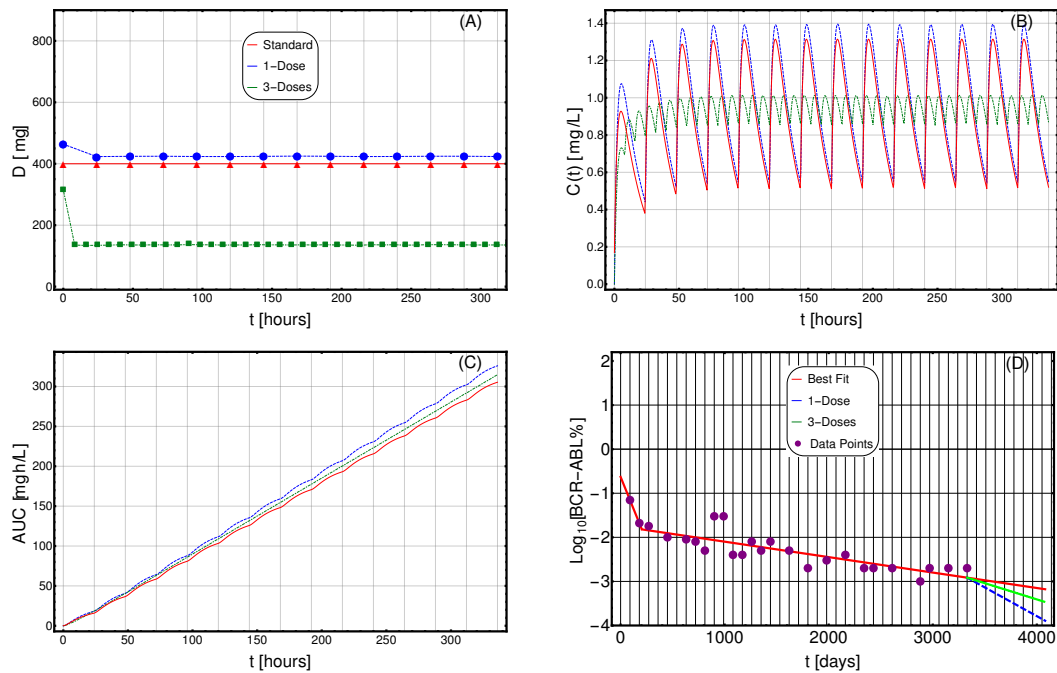 (A)
Standard
1-Dose
3-Doses
D [ mg]
800
600
400
200
0
0 50 100 150 200 250 300
t [hours]
(B)
C(t) [ mg/L]
1.4
1.2
1.0
0.8
0.6
0.4
0.2
0.0
0 50 100 150 200 250 300
t [hours]
(C)
AUC [mgh/L]
300
250
200
150
100
50
0
0 50 100 150 200 250 300
t [hours]
(D)
Best Fit
1-Dose
3-Doses
Data Points
Log10[BCR-ABL%]
2
1
0
-1
-2
-3
-4
0 1000 2000 3000 4000
t [days]